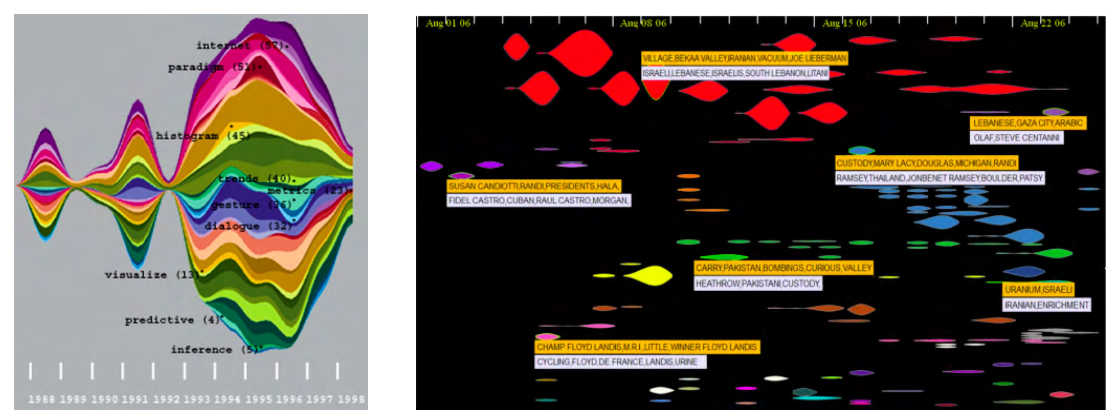 internet (57)
paradigm (51)
histogram (45)
trends (40)
metrics (23)
gesture (36)
dialogue (32)
visualize (13)
predictive (4)
inference (5)
1988 1989 1990 1991 1992 1993 1994 1995 1996 1997 1998
Aug 01 06 Aug 08 06 Aug 15 06 Aug 22 06
VILLAGE,BEKAA VALLEY,IRANIAN,VACUUM,JOE LIEBERMAN
ISRAELI,LEBANESE,ISRAELIS,SOUTH LEBANON,LITANI
LEBANESE,GAZA CITY,ARABIC
OLAF,STEVE CENTANNI
CUSTODY,MARY LACY,DOUGLAS,MICHIGAN,RANDI
RAMSEY,THAILAND,JONBENET RAMSEY,BOULDER,PATSY
SUSAN CANDIOTTI,RANDI,PRESIDENTS,HALA,
FIDEL CASTRO,CUBAN,RAUL CASTRO,MORGAN,
CARRY,PAKISTAN,BOMBINGS,CURIOUS,VALLEY
HEATHROW,PAKISTANI,CUSTODY,
URANIUM,ISRAELI
IRANIAN,ENRICHMENT
CHAMP FLOYD LANDIS,M.R.I.,LITTLE,WINNER FLOYD LANDIS
CYCLING,FLOYD,DE FRANCE,LANDIS,URINE